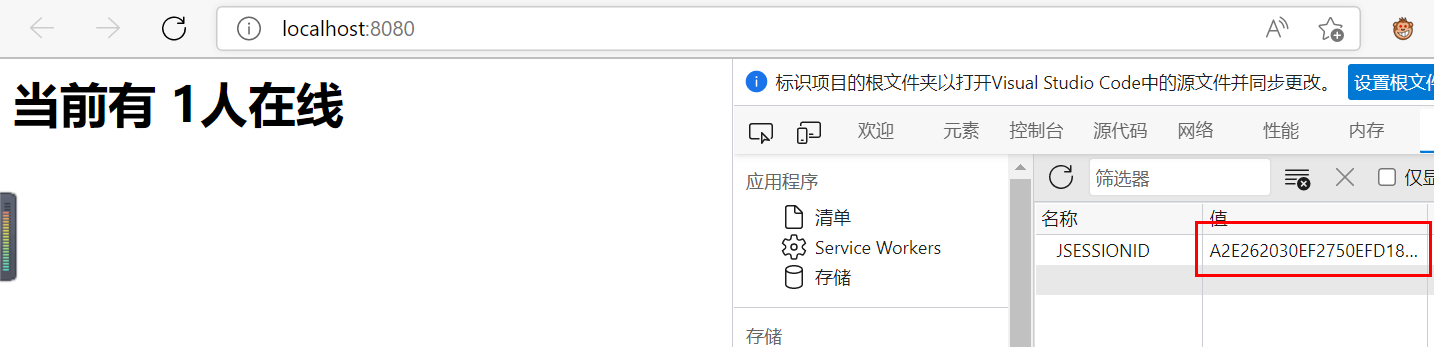 localhost:8080
当前有 1人在线
标识项目的根文件夹以打开Visual Studio Code中的源文件并同步更改。 设置根文件
欢迎 元素 控制台 源代码 网络 性能 内存
应用程序
筛选器 仅显
清单
名称 值
Service Workers
JSESSIONID A2E262030EF2750EFD18...
存储
存储